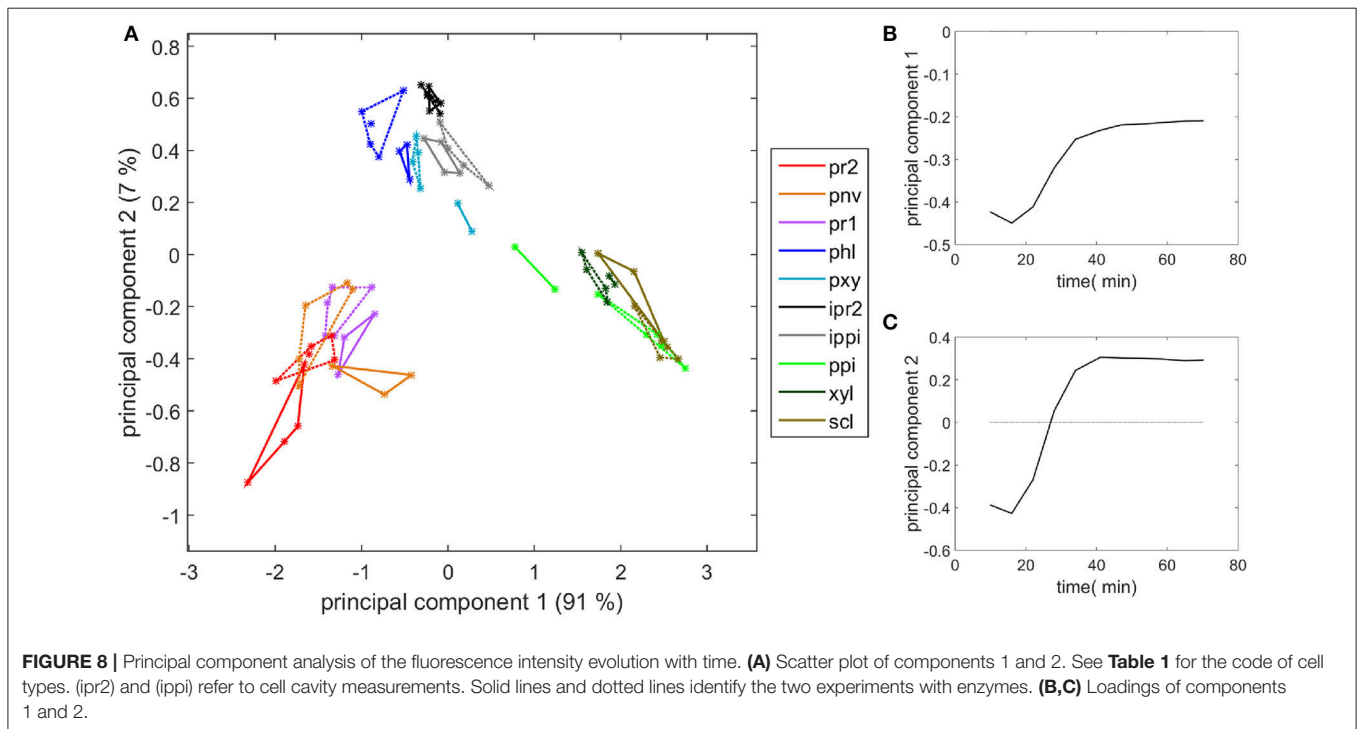 A
0.8
0.6
0.4
0.2
0
-0.2
-0.4
-0.6
-0.8
-1
principal component 2 (7 %)
-3 -2 -1 0 1 2 3
principal component 1 (91 %)
pr2
pnv
pr1
phl
pxy
ipr2
ippi
ppi
xyl
scl
B
0
-0.1
-0.2
-0.3
-0.4
-0.5
principal component 1
0 20 40 60 80
time( min)
C
0.4
0.2
0
-0.2
-0.4
-0.6
principal component 2
0 20 40 60 80
time( min)
FIGURE 8 | Principal component analysis of the fluorescence intensity evolution with time. (A) Scatter plot of components 1 and 2. See Table 1 for the code of cell
types. (ipr2) and (ippi) refer to cell cavity measurements. Solid lines and dotted lines identify the two experiments with enzymes. (B,C) Loadings of components
1 and 2.